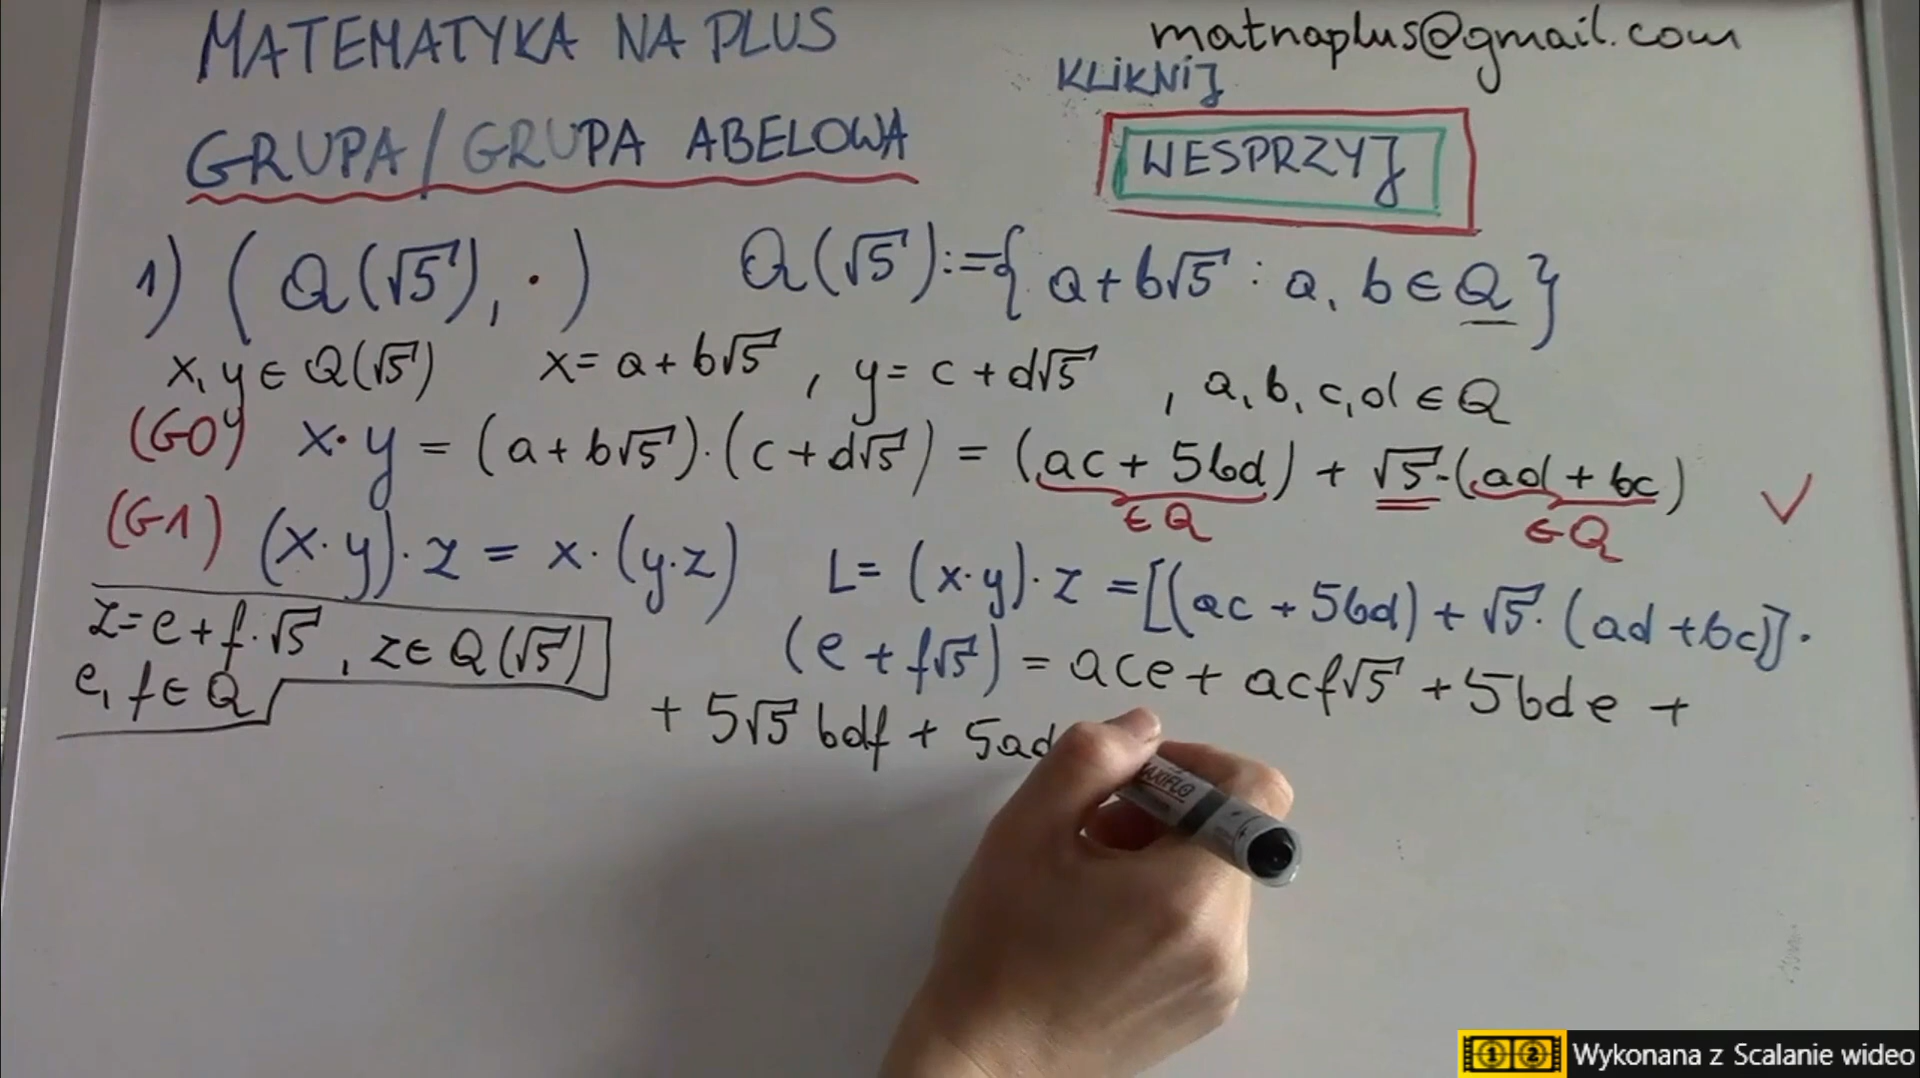 MATEMATYKA NA PLUS
matnaplus@gmail.com
KLIKNIJ
GRUPA/GRUPA ABELOWA
WESPRZYJ
1) (Q(√5), ·) Q(√5):={a+b√5 : a, b ∈ Q}
x, y ∈ Q(√5) x = a + b√5, y = c + d√5, a, b, c, d ∈ Q
(G0) x·y = (a + b√5)·(c + d√5) = (ac + 5bd) + √5·(ad + bc) ✓
∈ Q ∈ Q
(G1) (x·y)·z = x·(y·z) L = (x·y)·z = [(ac + 5bd) + √5·(ad + bc)]·
z = e + f·√5, z ∈ Q(√5) (e + f√5) = ace + acf√5 + 5bde +
e, f ∈ Q
+ 5√5 bdf + 5ad
MAXIFLO
Wykonana z Scalanie wideo